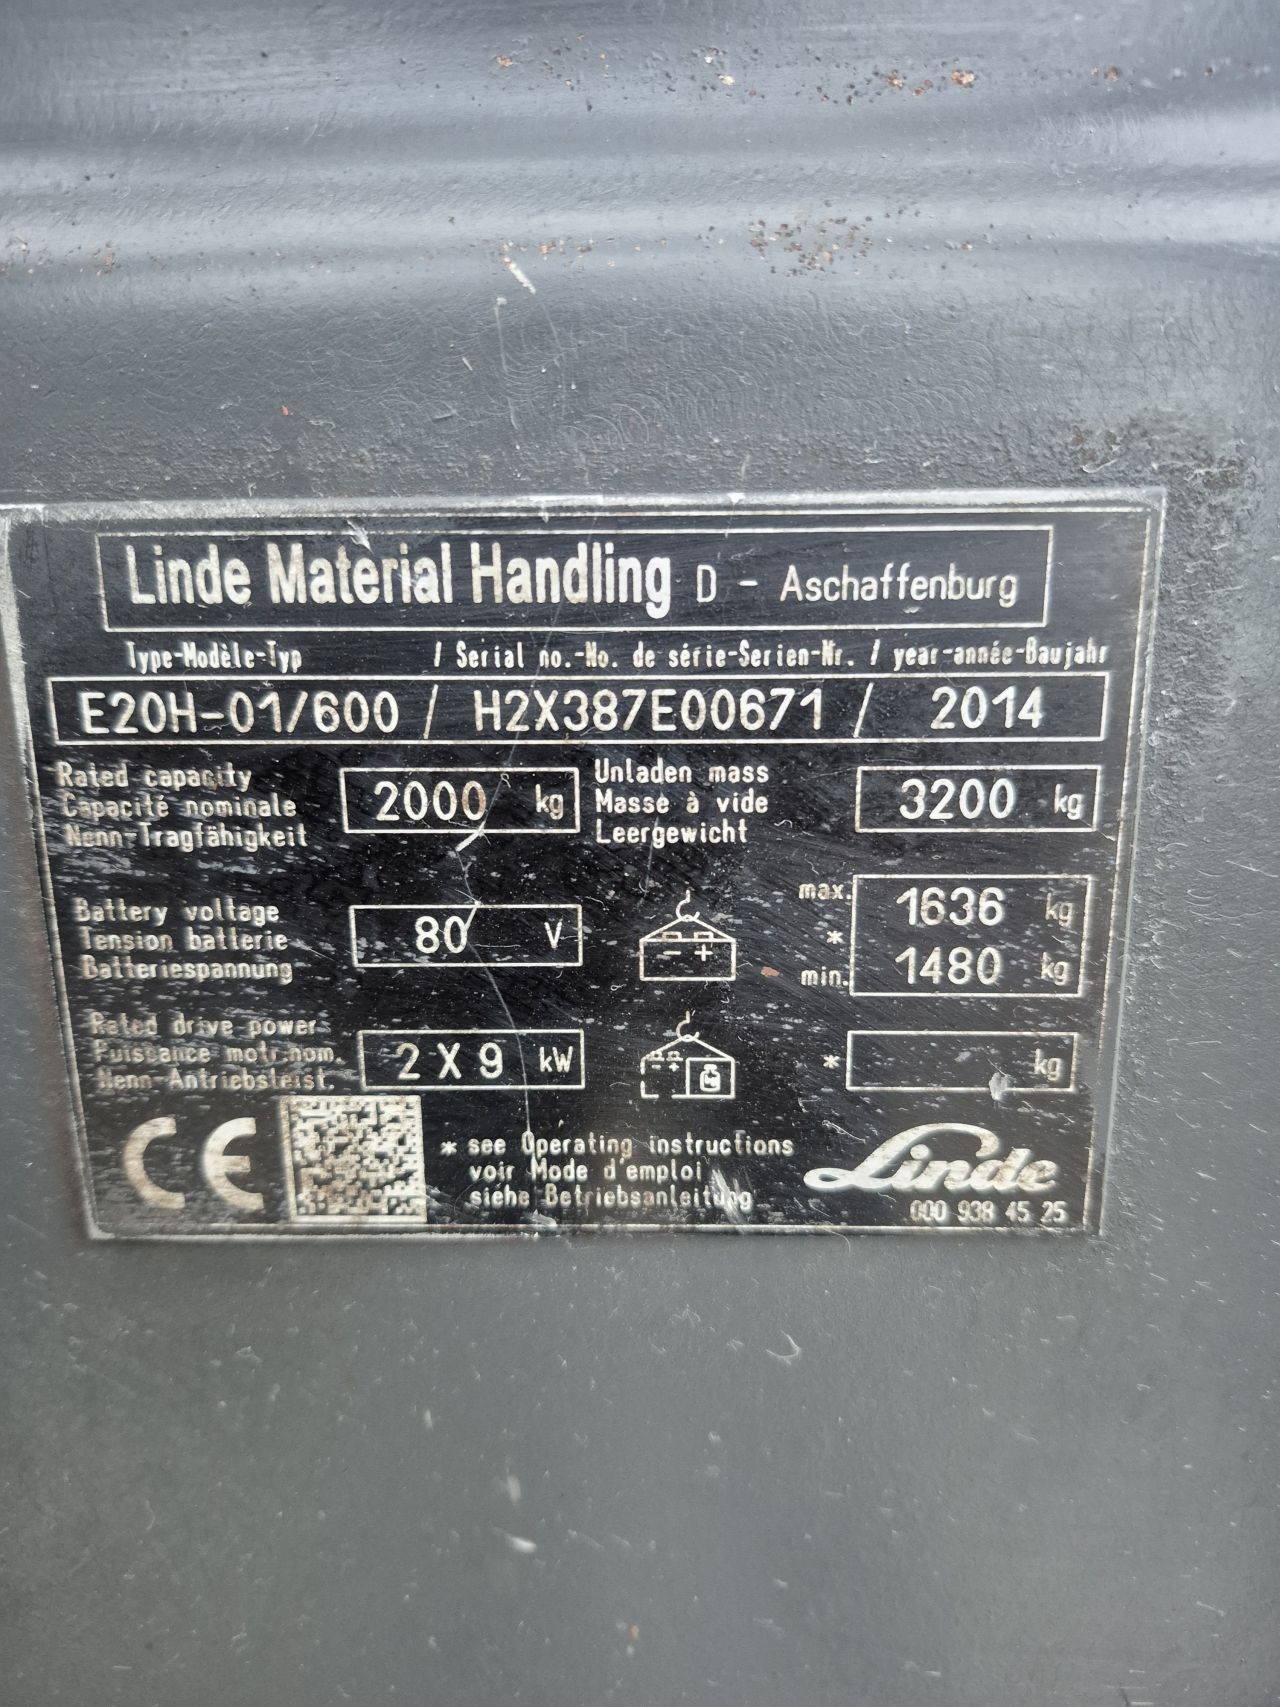 Linde Material Handling D - Aschaffenburg
Type-Modèle-Typ / Serial no.-No. de série-Serien-Nr. / year-année-Baujahr
E20H-01/600 / H2X387E00671 / 2014
Rated capacity
Capacité nominale
Nenn-Tragfähigkeit
2000 kg
Unladen mass
Masse à vide
Leergewicht
3200 kg
Battery voltage
Tension batterie
Batteriespannung
80 V
- +
max. 1636 kg
*
min. 1480 kg
Rated drive power
Puissance motr.nom.
Nenn-Antriebsleist.
2 X 9 kW
- +
* kg
CE
* see Operating instructions
voir Mode d'emploi
siehe Betriebsanleitung
Linde
000 938 45 25